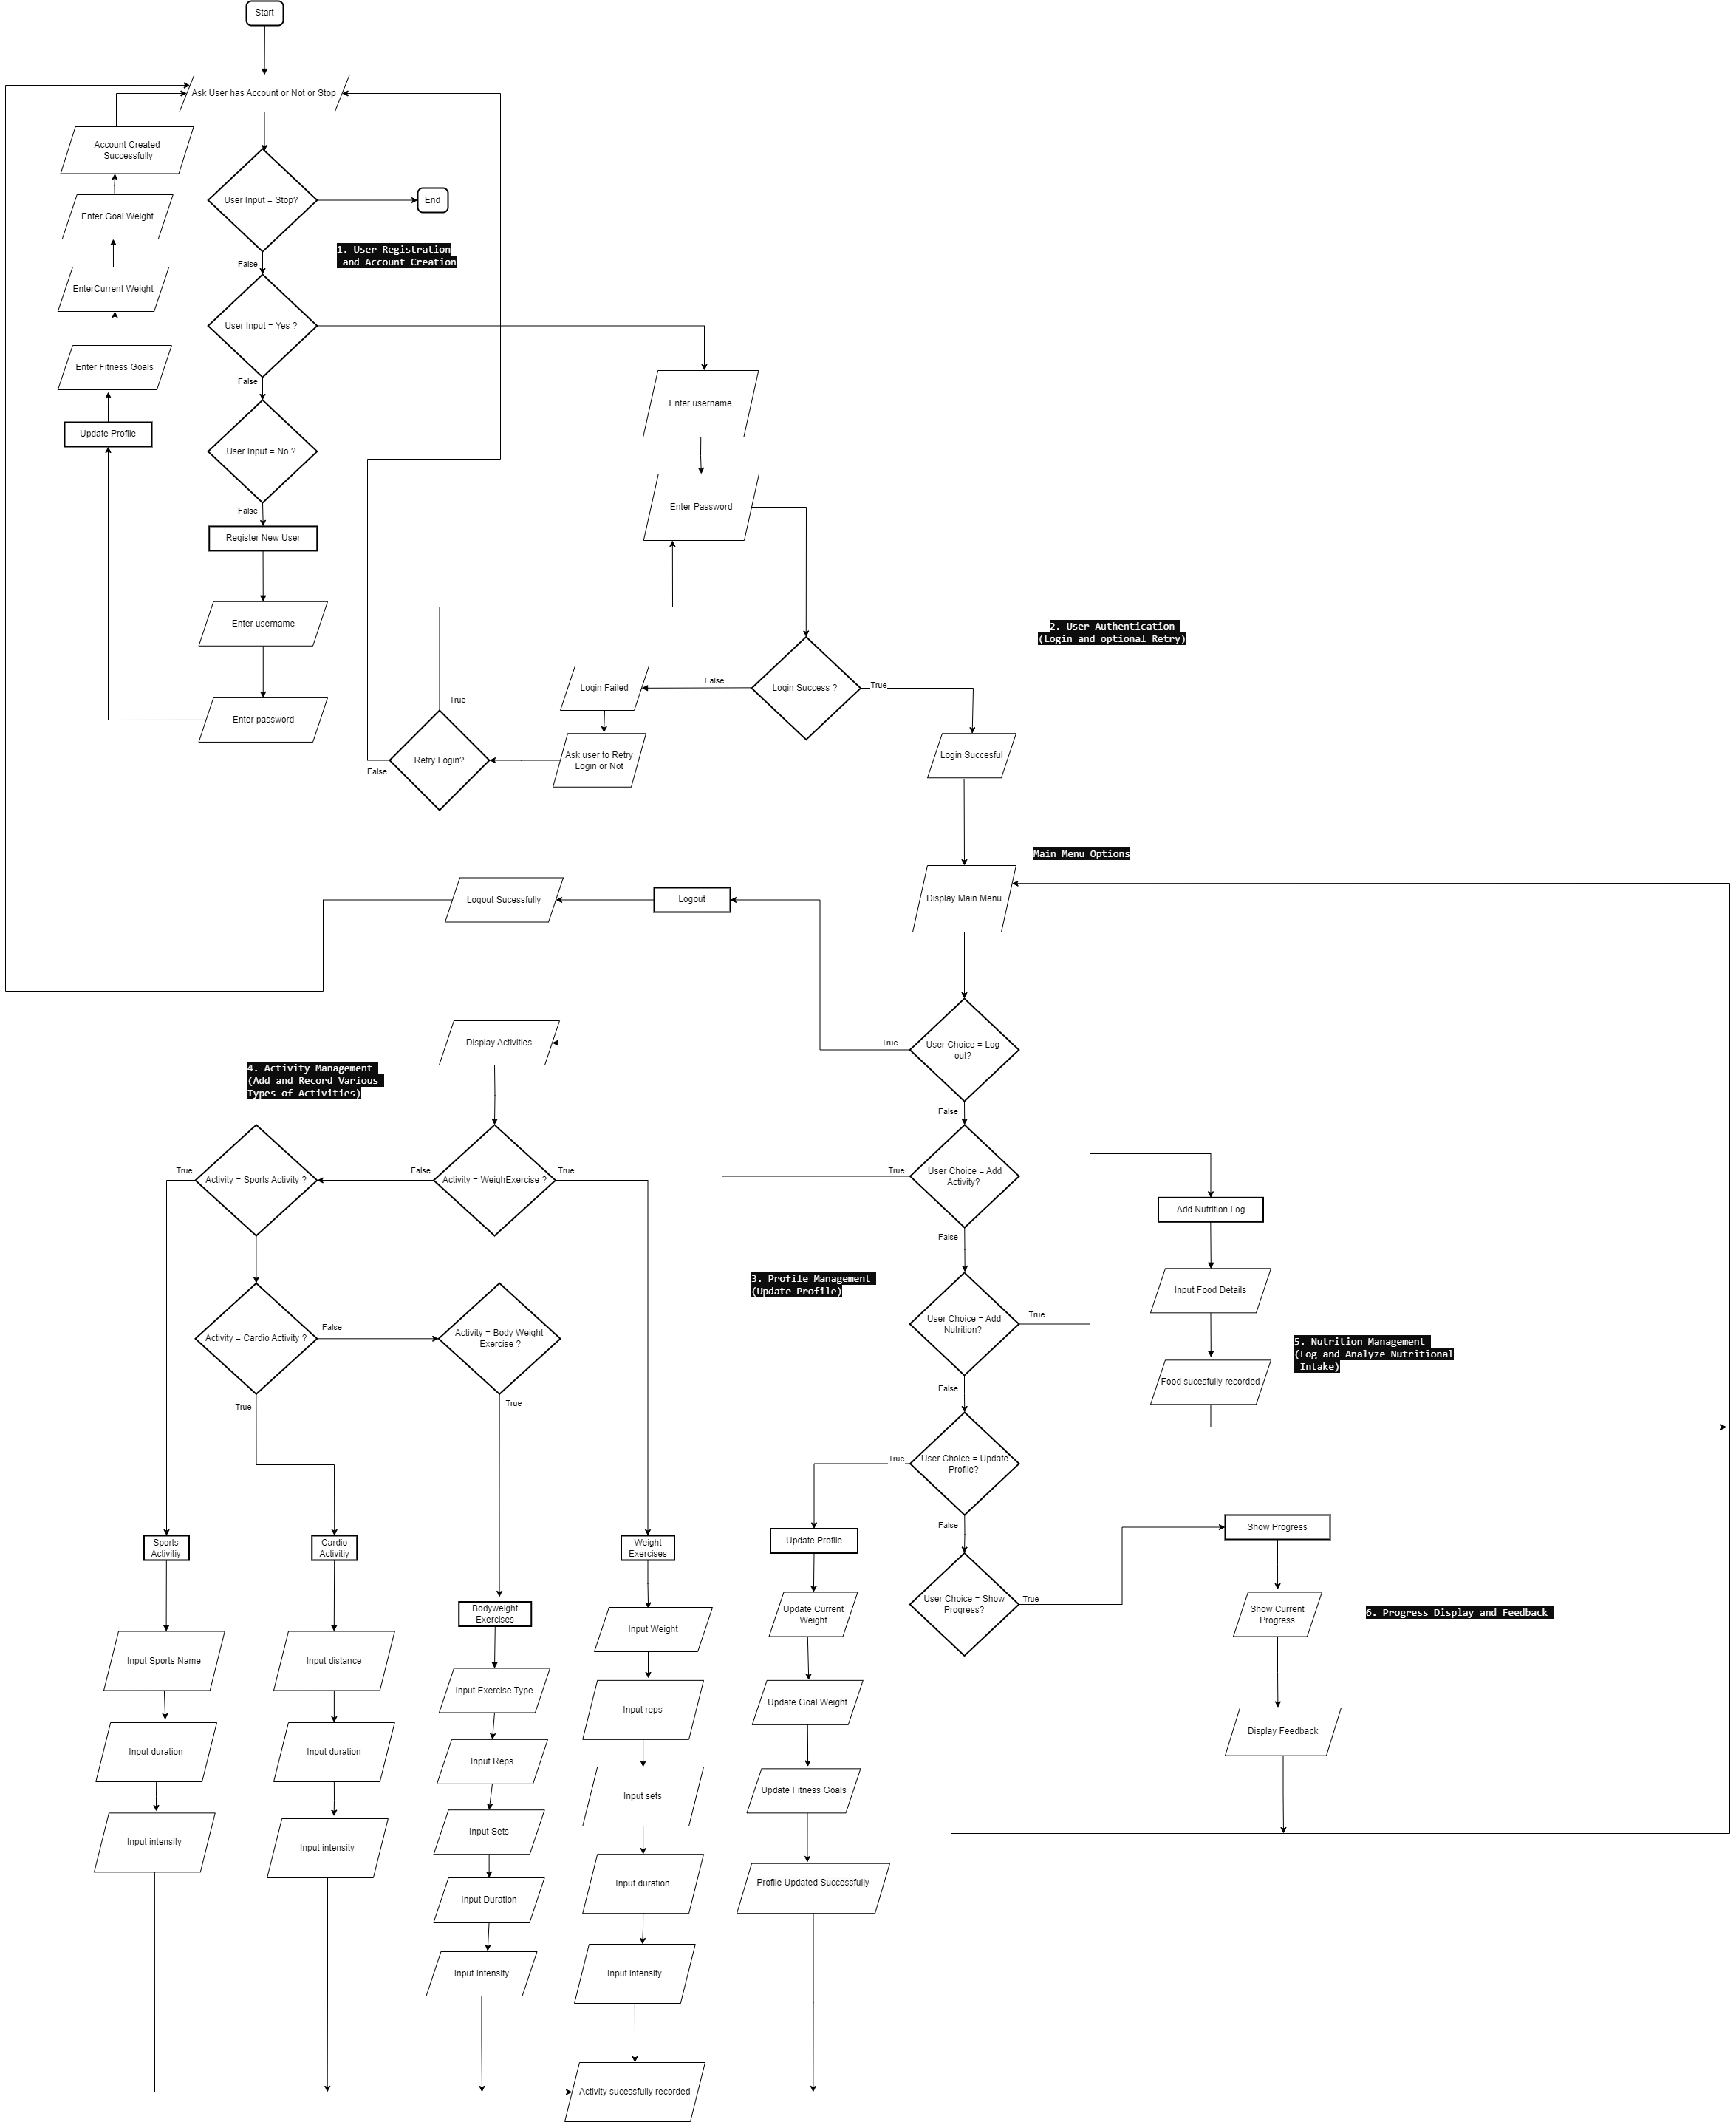 Start
Ask User has Account or Not or Stop
Account Created
Successfully
User Input = Stop?
End
Enter Goal Weight
1. User Registration
and Account Creation
False
EnterCurrent Weight
User Input = Yes ?
Enter Fitness Goals
False
Enter username
Update Profile
User Input = No ?
Enter Password
False
Register New User
Enter username
2. User Authentication
(Login and optional Retry)
Login Failed
False
Login Success ?
True
True
Enter password
Ask user to Retry
Login or Not
Retry Login?
False
Login Succesful
Main Menu Options
Logout Sucessfully
Logout
Display Main Menu
Display Activities
True
User Choice = Log
out?
4. Activity Management
(Add and Record Various
Types of Activities)
False
True
Activity = Sports Activity ?
False
Activity = WeighExercise ?
True
True
User Choice = Add
Activity?
Add Nutrition Log
False
3. Profile Management
(Update Profile)
Input Food Details
User Choice = Add
Nutrition?
True
Activity = Cardio Activity ?
False
Activity = Body Weight
Exercise ?
5. Nutrition Management
(Log and Analyze Nutritional
Intake)
Food sucesfully recorded
False
True
True
True
User Choice = Update
Profile?
False
Show Progress
Sports
Activitiy
Cardio
Activitiy
Weight
Exercises
Update Profile
User Choice = Show
Progress?
True
Bodyweight
Exercises
Update Current
Weight
Show Current
Progress
6. Progress Display and Feedback
Input Weight
Input Sports Name
Input distance
Input Exercise Type
Input reps
Update Goal Weight
Display Feedback
Input duration
Input duration
Input Reps
Input sets
Update Fitness Goals
Input intensity
Input intensity
Input Sets
Input duration
Profile Updated Successfully
Input Duration
Input Intensity
Input intensity
Activity sucessfully recorded